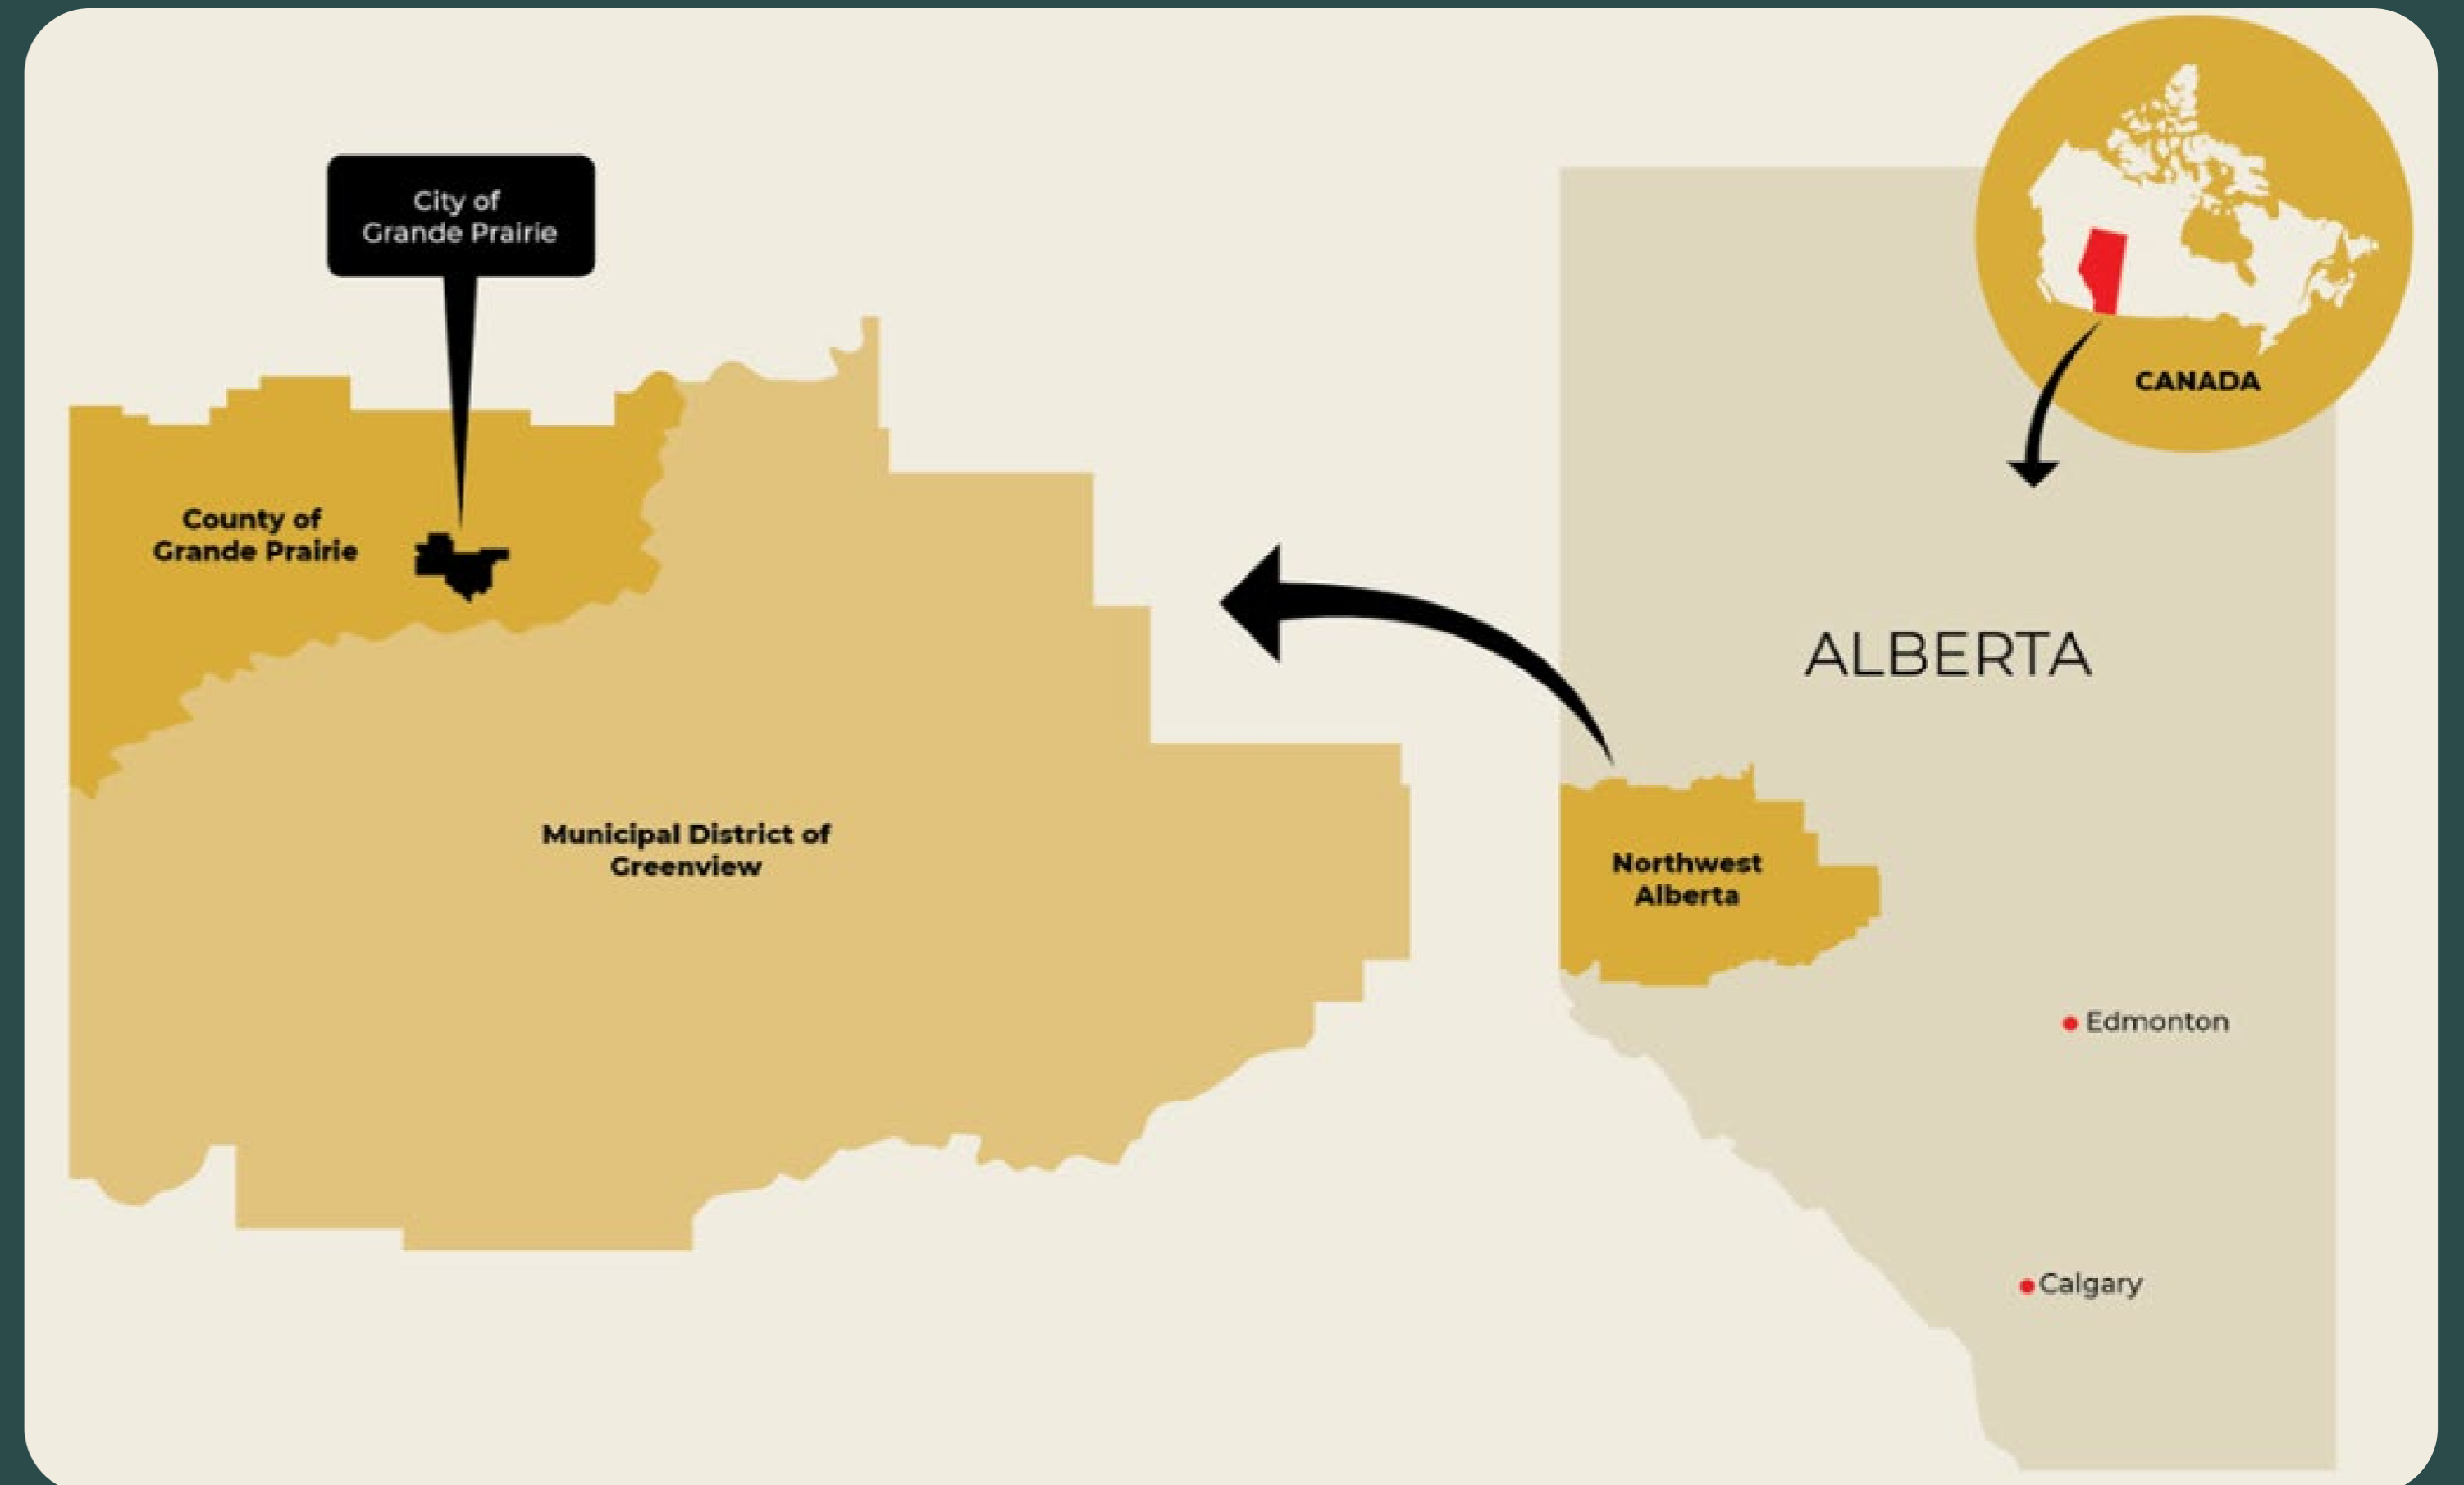 City of
Grande Prairie
County of
Grande Prairie
Municipal District of
Greenview
CANADA
ALBERTA
Northwest
Alberta
Edmonton
Calgary